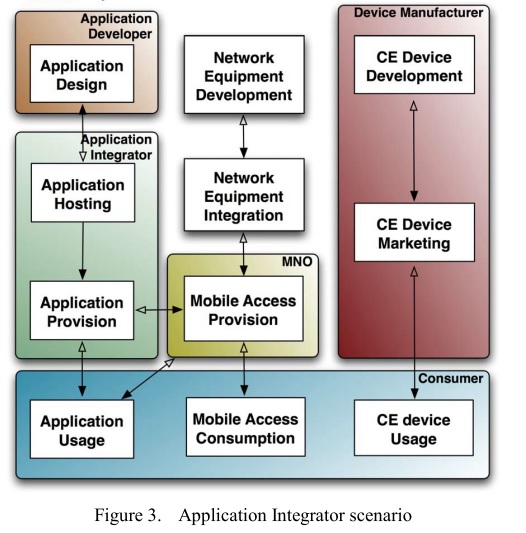 Application
Developer
Application
Design
Network
Equipment
Development
Device Manufacturer
CE Device
Development
Application
Integrator
Application
Hosting
Network
Equipment
Integration
CE Device
Marketing
MNO
Application
Provision
Mobile Access
Provision
Consumer
Application
Usage
Mobile Access
Consumption
CE device
Usage
Figure 3. Application Integrator scenario